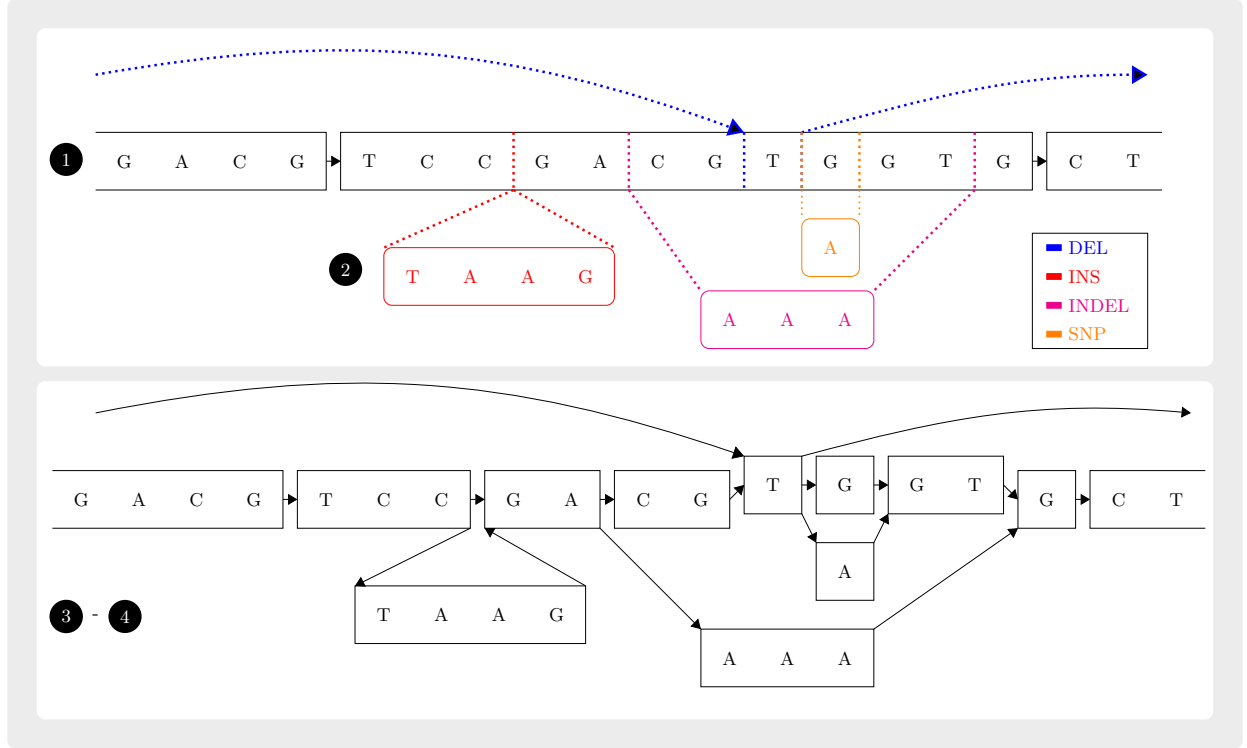 1 G A C G T C C G A C G T G G T G C T
A
2 T A A G
A A A
DEL
INS
INDEL
SNP
G A C G T C C G A C G T G G T G C T
A
3 - 4 T A A G
A A A